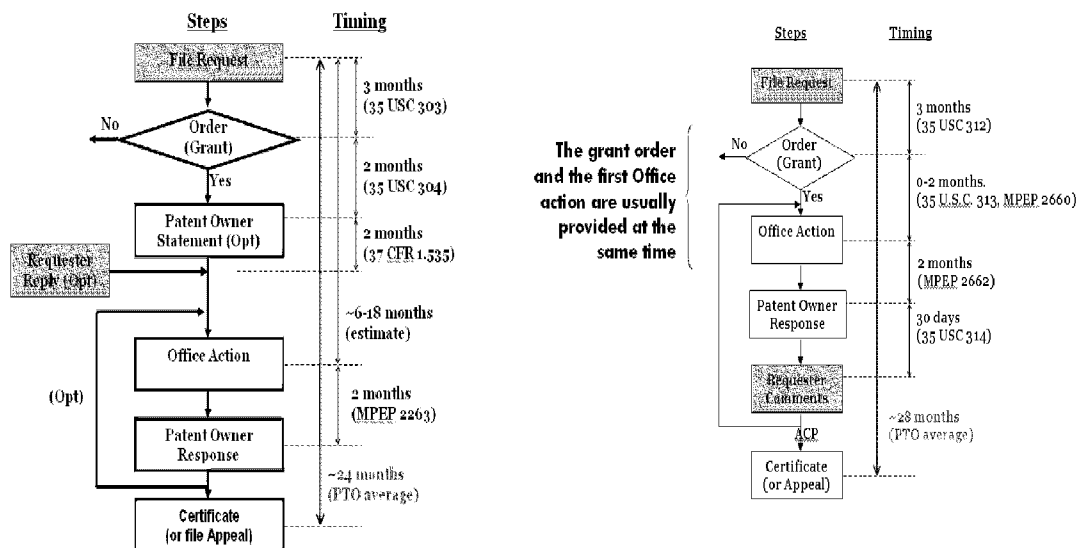 Steps
Timing
File Request
3 months
(35 USC 303)
No
Order
(Grant)
Yes
2 months
(35 USC 304)
Patent Owner
Statement (Opt)
2 months
(37 CFR 1.535)
Requester
Reply (Opt)
~6-18 months
(estimate)
Office Action
(Opt)
2 months
(MPEP 2263)
Patent Owner
Response
~24 months
(PTO average)
Certificate
(or file Appeal)
Steps
Timing
File Request
3 months
(35 USC 312)
No
Order
(Grant)
Yes
The grant order
and the first Office
action are usually
provided at the
same time
0-2 months.
(35 U.S.C. 313, MPEP 2660)
Office Action
2 months
(MPEP 2662)
Patent Owner
Response
30 days
(35 USC 314)
Requester
Comments
~28 months
(PTO average)
ACP
Certificate
(or Appeal)